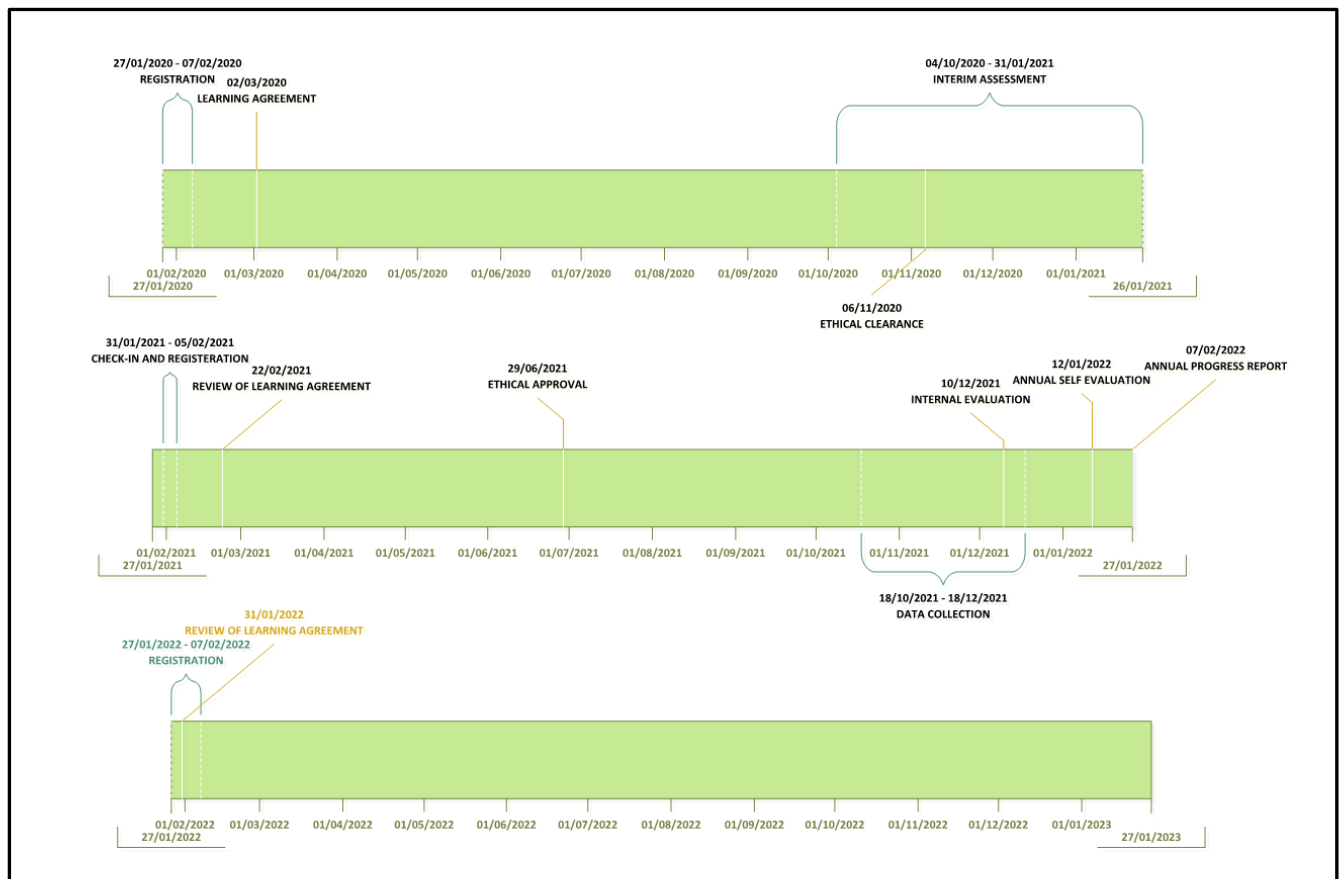 27/01/2020 - 07/02/2020
REGISTRATION
02/03/2020
LEARNING AGREEMENT
04/10/2020 - 31/01/2021
INTERIM ASSESSMENT
01/02/2020 01/03/2020 01/04/2020 01/05/2020 01/06/2020 01/07/2020 01/08/2020 01/09/2020 01/10/2020 01/11/2020 01/12/2020 01/01/2021
27/01/2020
26/01/2021
06/11/2020
ETHICAL CLEARANCE
31/01/2021 - 05/02/2021
CHECK-IN AND REGISTERATION
22/02/2021
REVIEW OF LEARNING AGREEMENT
29/06/2021
ETHICAL APPROVAL
10/12/2021
INTERNAL EVALUATION
12/01/2022
ANNUAL SELF EVALUATION
07/02/2022
ANNUAL PROGRESS REPORT
01/02/2021 01/03/2021 01/04/2021 01/05/2021 01/06/2021 01/07/2021 01/08/2021 01/09/2021 01/10/2021 01/11/2021 01/12/2021 01/01/2022
27/01/2021
27/01/2022
18/10/2021 - 18/12/2021
DATA COLLECTION
31/01/2022
REVIEW OF LEARNING AGREEMENT
27/01/2022 - 07/02/2022
REGISTRATION
01/02/2022 01/03/2022 01/04/2022 01/05/2022 01/06/2022 01/07/2022 01/08/2022 01/09/2022 01/10/2022 01/11/2022 01/12/2022 01/01/2023
27/01/2022
27/01/2023